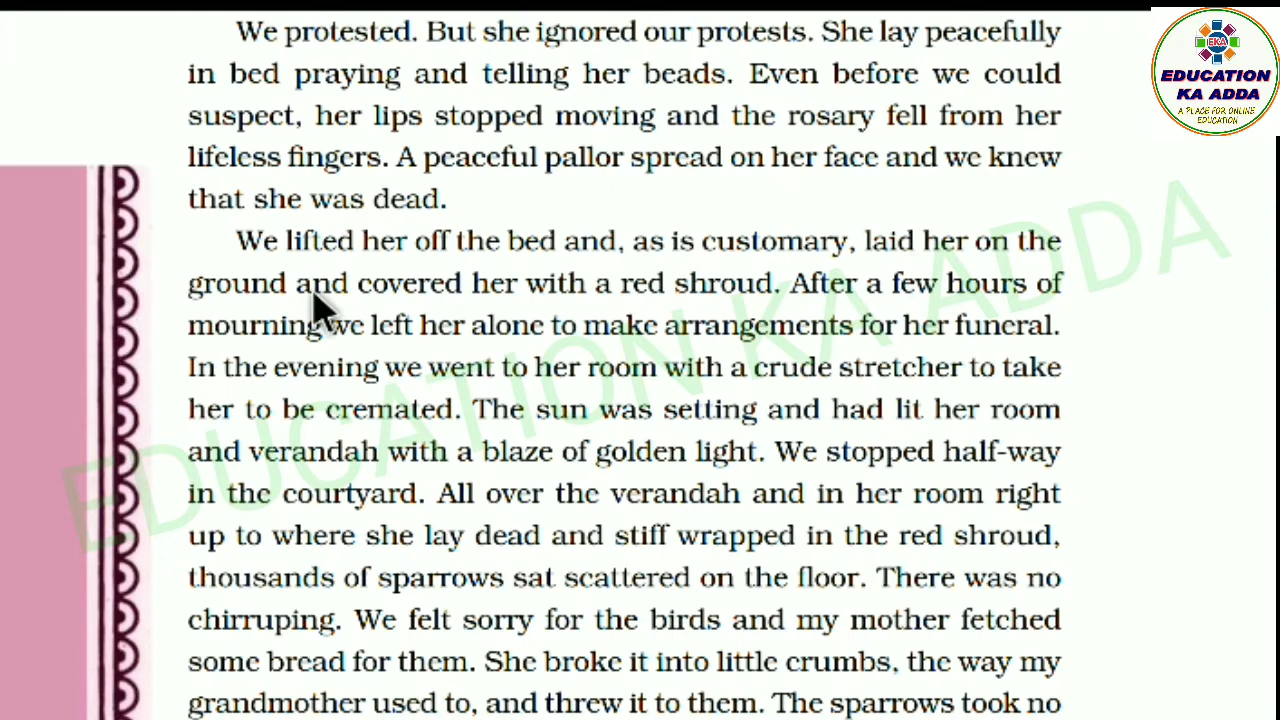 We protested. But she ignored our protests. She lay peacefully
in bed praying and telling her beads. Even before we could
suspect, her lips stopped moving and the rosary fell from her
lifeless fingers. A peaceful pallor spread on her face and we knew
that she was dead.
We lifted her off the bed and, as is customary, laid her on the
ground and covered her with a red shroud. After a few hours of
mourning we left her alone to make arrangements for her funeral.
In the evening we went to her room with a crude stretcher to take
her to be cremated. The sun was setting and had lit her room
and verandah with a blaze of golden light. We stopped half-way
in the courtyard. All over the verandah and in her room right
up to where she lay dead and stiff wrapped in the red shroud,
thousands of sparrows sat scattered on the floor. There was no
chirruping. We felt sorry for the birds and my mother fetched
some bread for them. She broke it into little crumbs, the way my
grandmother used to, and threw it to them. The sparrows took no
EKA
EDUCATION
KA ADDA
A PLACE FOR ONLINE
EDUCATION
EDUCATION KA ADDA